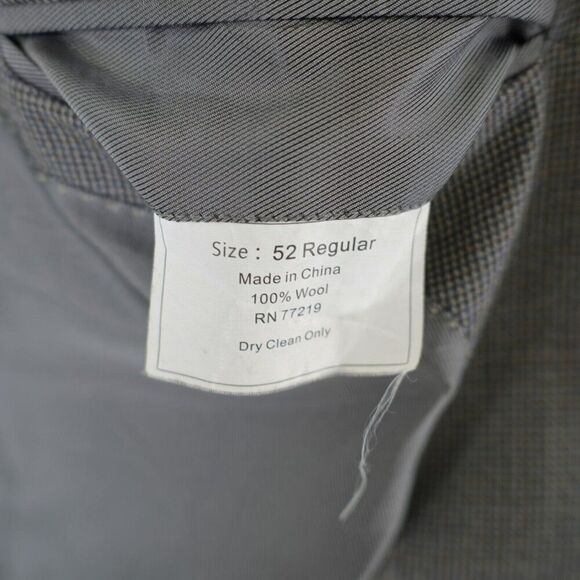 Size : 52 Regular
Made in China
100% Wool
RN 77219
Dry Clean Only